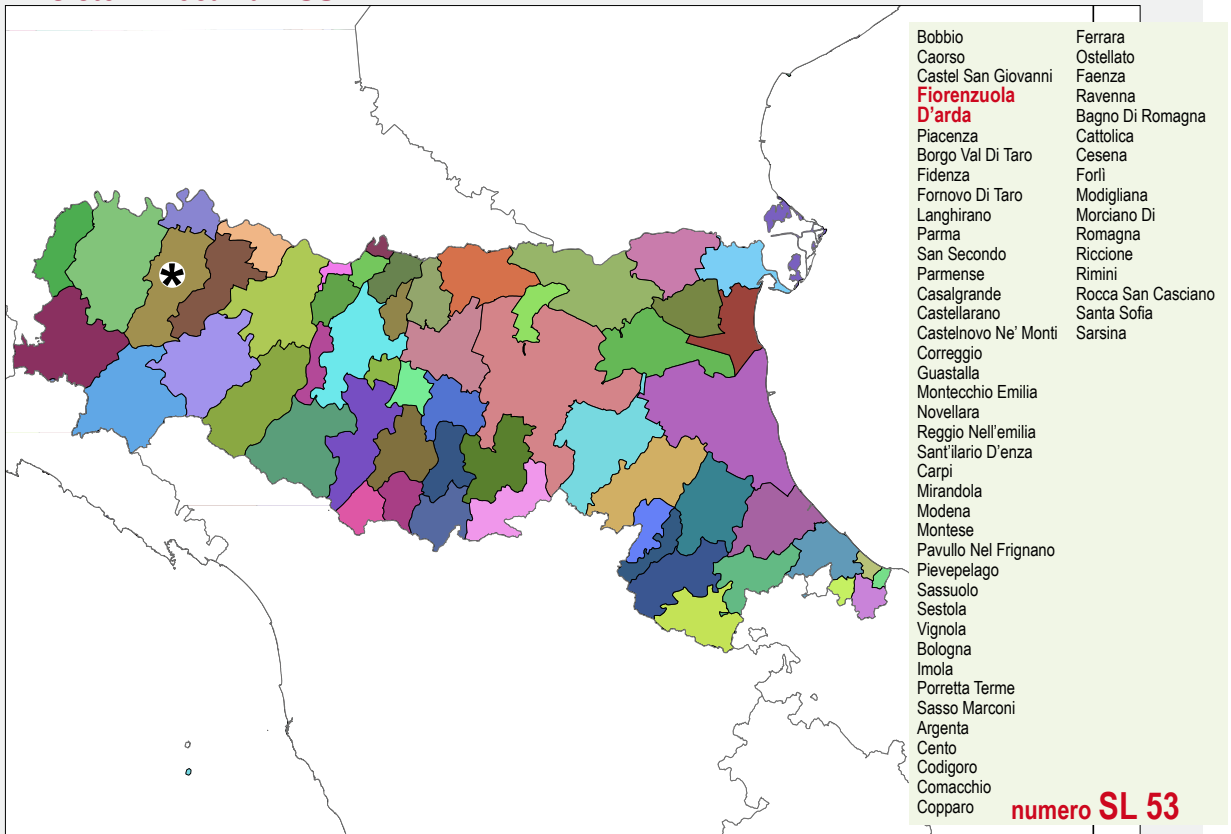 Bobbio
Caorso
Castel San Giovanni
Fiorenzuola
D'arda
Piacenza
Borgo Val Di Taro
Fidenza
Fornovo Di Taro
Langhirano
Parma
San Secondo
Parmense
Casalgrande
Castellarano
Castelnovo Ne' Monti
Correggio
Guastalla
Montecchio Emilia
Novellara
Reggio Nell'emilia
Sant'ilario D'enza
Carpi
Mirandola
Modena
Montese
Pavullo Nel Frignano
Pievepelago
Sassuolo
Sestola
Vignola
Bologna
Imola
Porretta Terme
Sasso Marconi
Argenta
Cento
Codigoro
Comacchio
Copparo
Ferrara
Ostellato
Faenza
Ravenna
Bagno Di Romagna
Cattolica
Cesena
Forlì
Modigliana
Morciano Di
Romagna
Riccione
Rimini
Rocca San Casciano
Santa Sofia
Sarsina
numero SL 53